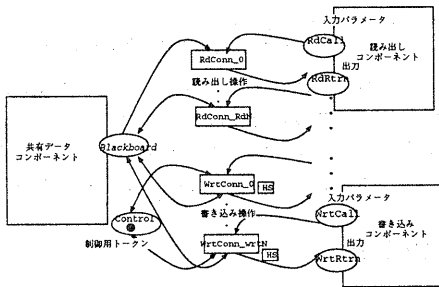 入力パラメータ
RdCall
RdConn_0
読み出し
コンポーネント
出力
RdRtrn
読み出し操作
RdConn_RdN
共有データ
コンポーネント
Blackboard
WrtConn_0
HS
入力パラメータ
WrtCall
書き込み操作
書き込み
コンポーネント
Control
出力
制御用トークン
WrtConn_wrtN
HS
WrtRtrn